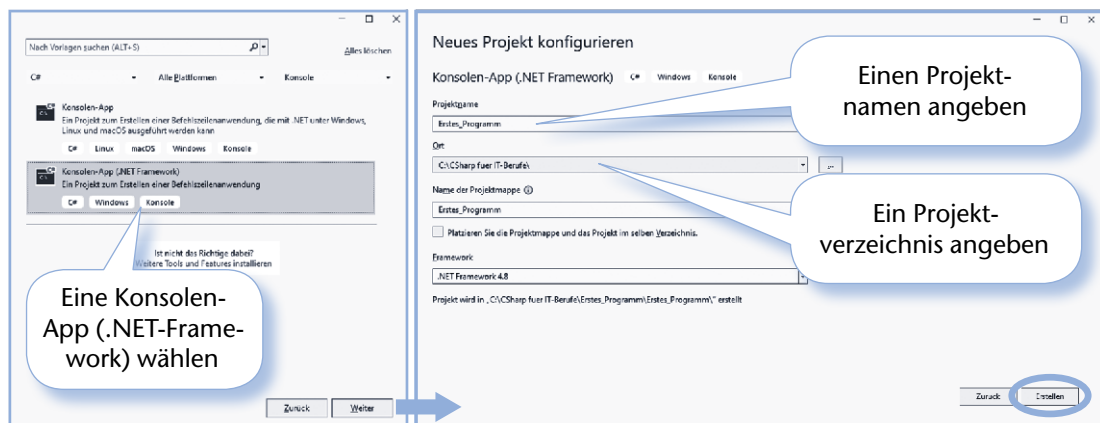 Nach Vorlagen suchen (ALT+S)
Alles löschen
C# Alle Plattformen Konsole
Konsolen-App
Ein Projekt zum Erstellen einer Befehlszeilenanwendung, die mit .NET unter Windows,
Linux und macOS ausgeführt werden kann
C# Linux macOS Windows Konsole
Konsolen-App (.NET Framework)
Ein Projekt zum Erstellen einer Befehlszeilenanwendung
C# Windows Konsole
Ist nicht das Richtige dabei?
Weitere Tools und Features installieren
Eine Konsolen-
App (.NET-Frame-
work) wählen
Zurück Weiter
Neues Projekt konfigurieren
Konsolen-App (.NET Framework) C# Windows Konsole
Projektname
Erstes_Programm
Einen Projekt-
namen angeben
Ort
C:\CSharp fuer IT-Berufe\
...
Name der Projektmappe
Erstes_Programm
Platzieren Sie die Projektmappe und das Projekt im selben Verzeichnis.
Ein Projekt-
verzeichnis angeben
Framework
.NET Framework 4.8
Projekt wird in „C:\CSharp fuer IT-Berufe\Erstes_Programm\Erstes_Programm\" erstellt
Zurück Erstellen